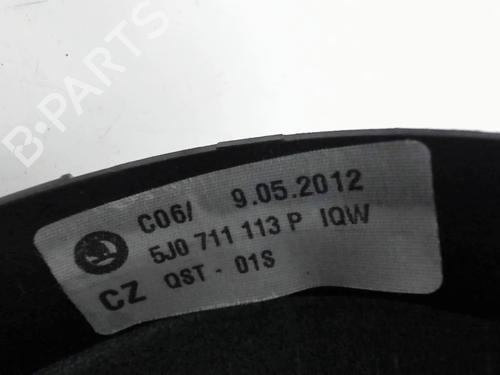 B-PARTS
C06/ 9.05.2012
5J0 711 113 P IQW
CZ QST - 01S